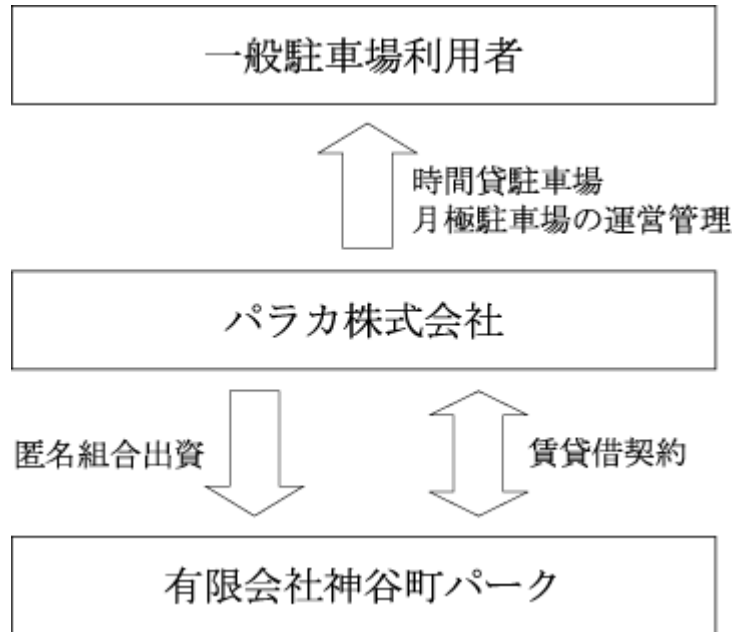 一般駐車場利用者
時間貸駐車場
月極駐車場の運営管理
パラカ株式会社
匿名組合出資
賃貸借契約
有限会社神谷町パーク